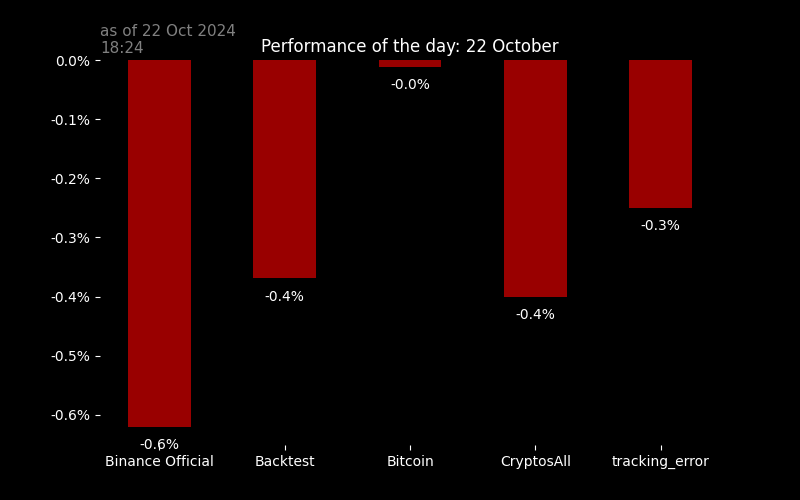 as of 22 Oct 2024
18:24
Performance of the day: 22 October
0.0%
-0.1%
-0.2%
-0.3%
-0.4%
-0.5%
-0.6%
-0.6%
-0.4%
-0.0%
-0.4%
-0.3%
Binance Official
Backtest
Bitcoin
CryptosAll
tracking_error